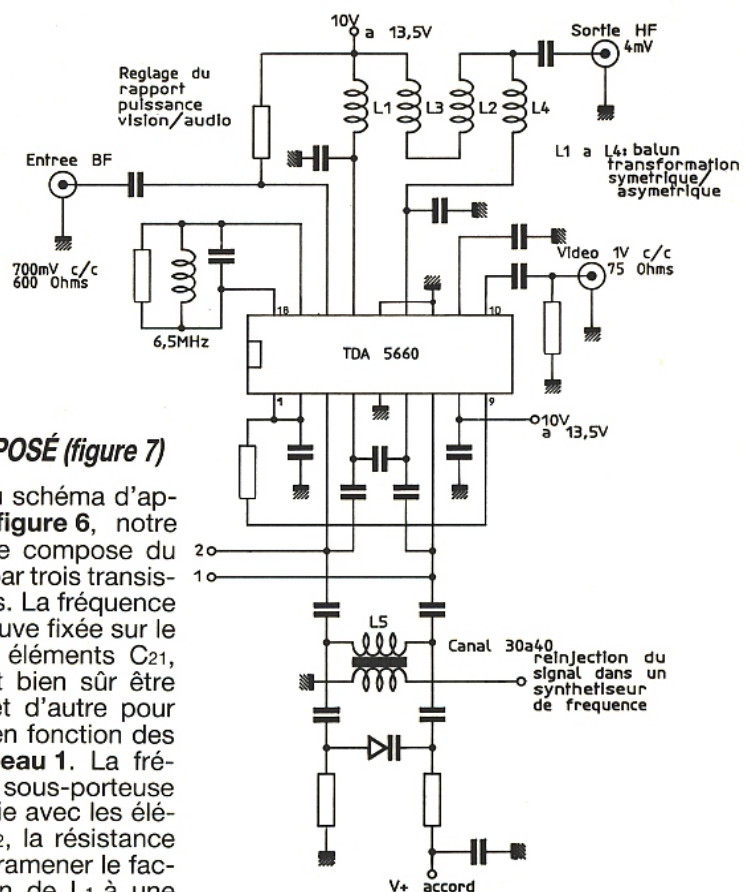 10V
a 13,5V
Sortie HF
4mV
Reglage du
rapport
puissance
vision/audio
L1
L3
L2
L4
L1 a L4: balun
transformation
symetrique/
asymetrique
Entree BF
700mV c/c
600 Ohms
Video 1V c/c
75 Ohms
6,5MHz
18
10
TDA 5660
1
9
10V
a 13,5V
2
1
L5
Canal 30a40
reinjection du
signal dans un
synthetiseur
de frequence
V+ accord
POSÉ (figure 7)
schéma d'ap-
figure 6, notre
e compose du
par trois transis-
s. La fréquence
uve fixée sur le
éléments C21,
t bien sûr être
et d'autre pour
en fonction des
eau 1. La fré-
sous-porteuse
ie avec les élé-
2, la résistance
ramener le fac-
n de L1 à une